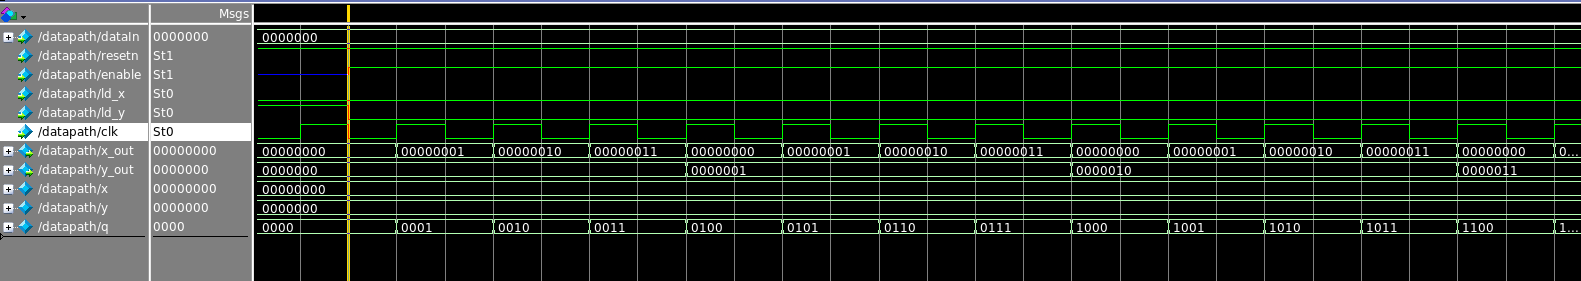 Msgs
/datapath/dataIn 0000000 0000000
/datapath/resetn St1
/datapath/enable St1
/datapath/ld_x St0
/datapath/ld_y St0
/datapath/clk St0
/datapath/x_out 00000000 00000000 00000001 00000010 00000011 00000000 00000001 00000010 00000011 00000000 00000001 00000010 00000011 00000000 0...
/datapath/y_out 0000000 0000000 0000001 0000010 0000011
/datapath/x 00000000 00000000
/datapath/y 0000000 0000000
/datapath/q 0000 0000 0001 0010 0011 0100 0101 0110 0111 1000 1001 1010 1011 1100 1...